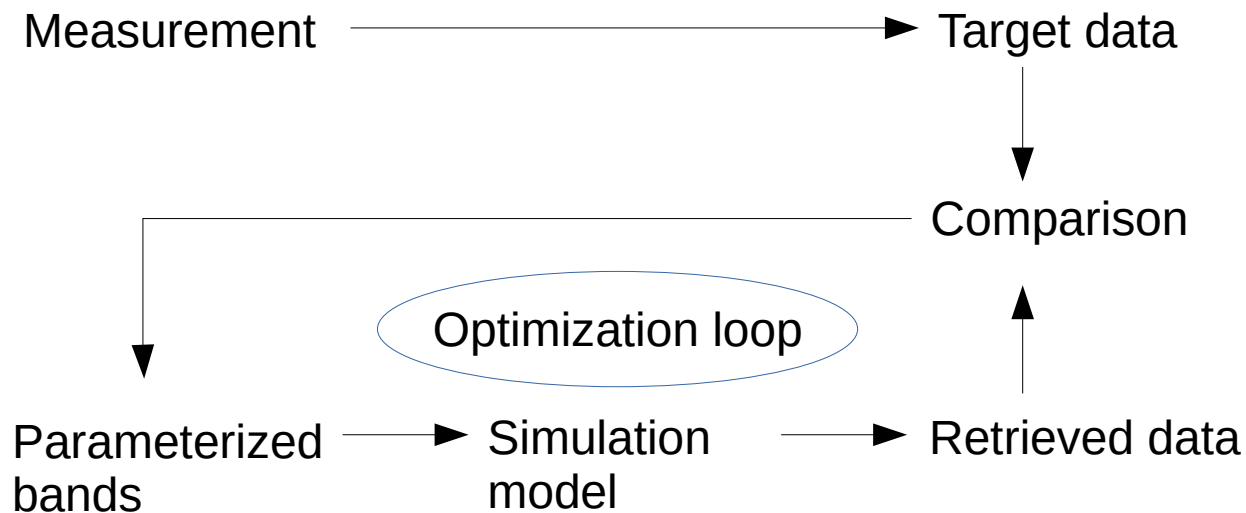 Measurement
Target data
Comparison
Optimization loop
Parameterized
bands
Simulation
model
Retrieved data